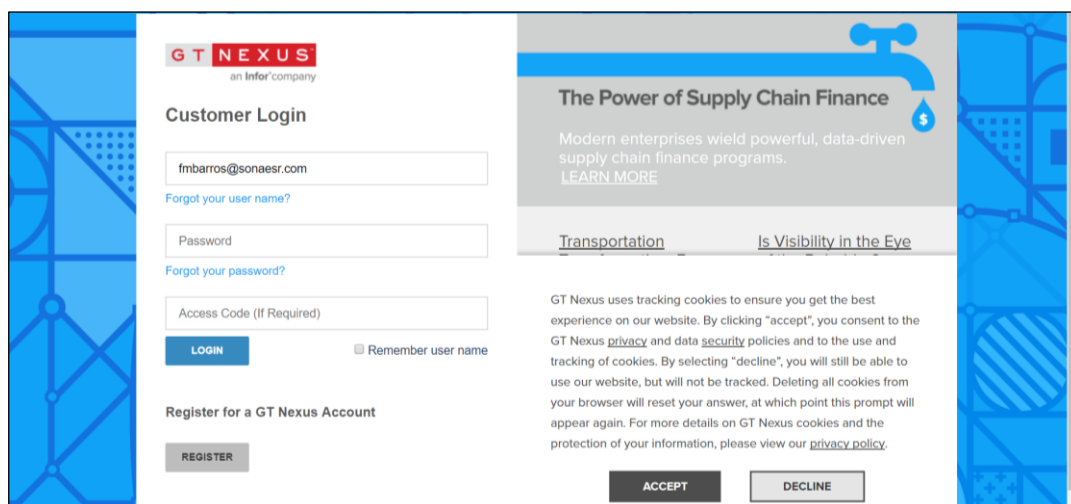 GT NEXUS
an Infor company
Customer Login
fmbarros@sonaesr.com
Forgot your user name?
Password
Forgot your password?
Access Code (If Required)
LOGIN
Remember user name
Register for a GT Nexus Account
REGISTER
The Power of Supply Chain Finance
$
Modern enterprises wield powerful, data-driven
supply chain finance programs.
LEARN MORE
Transportation
Is Visibility in the Eye
GT Nexus uses tracking cookies to ensure you get the best
experience on our website. By clicking "accept", you consent to the
GT Nexus privacy and data security policies and to the use and
tracking of cookies. By selecting "decline", you will still be able to
use our website, but will not be tracked. Deleting all cookies from
your browser will reset your answer, at which point this prompt will
appear again. For more details on GT Nexus cookies and the
protection of your information, please view our privacy policy.
ACCEPT
DECLINE